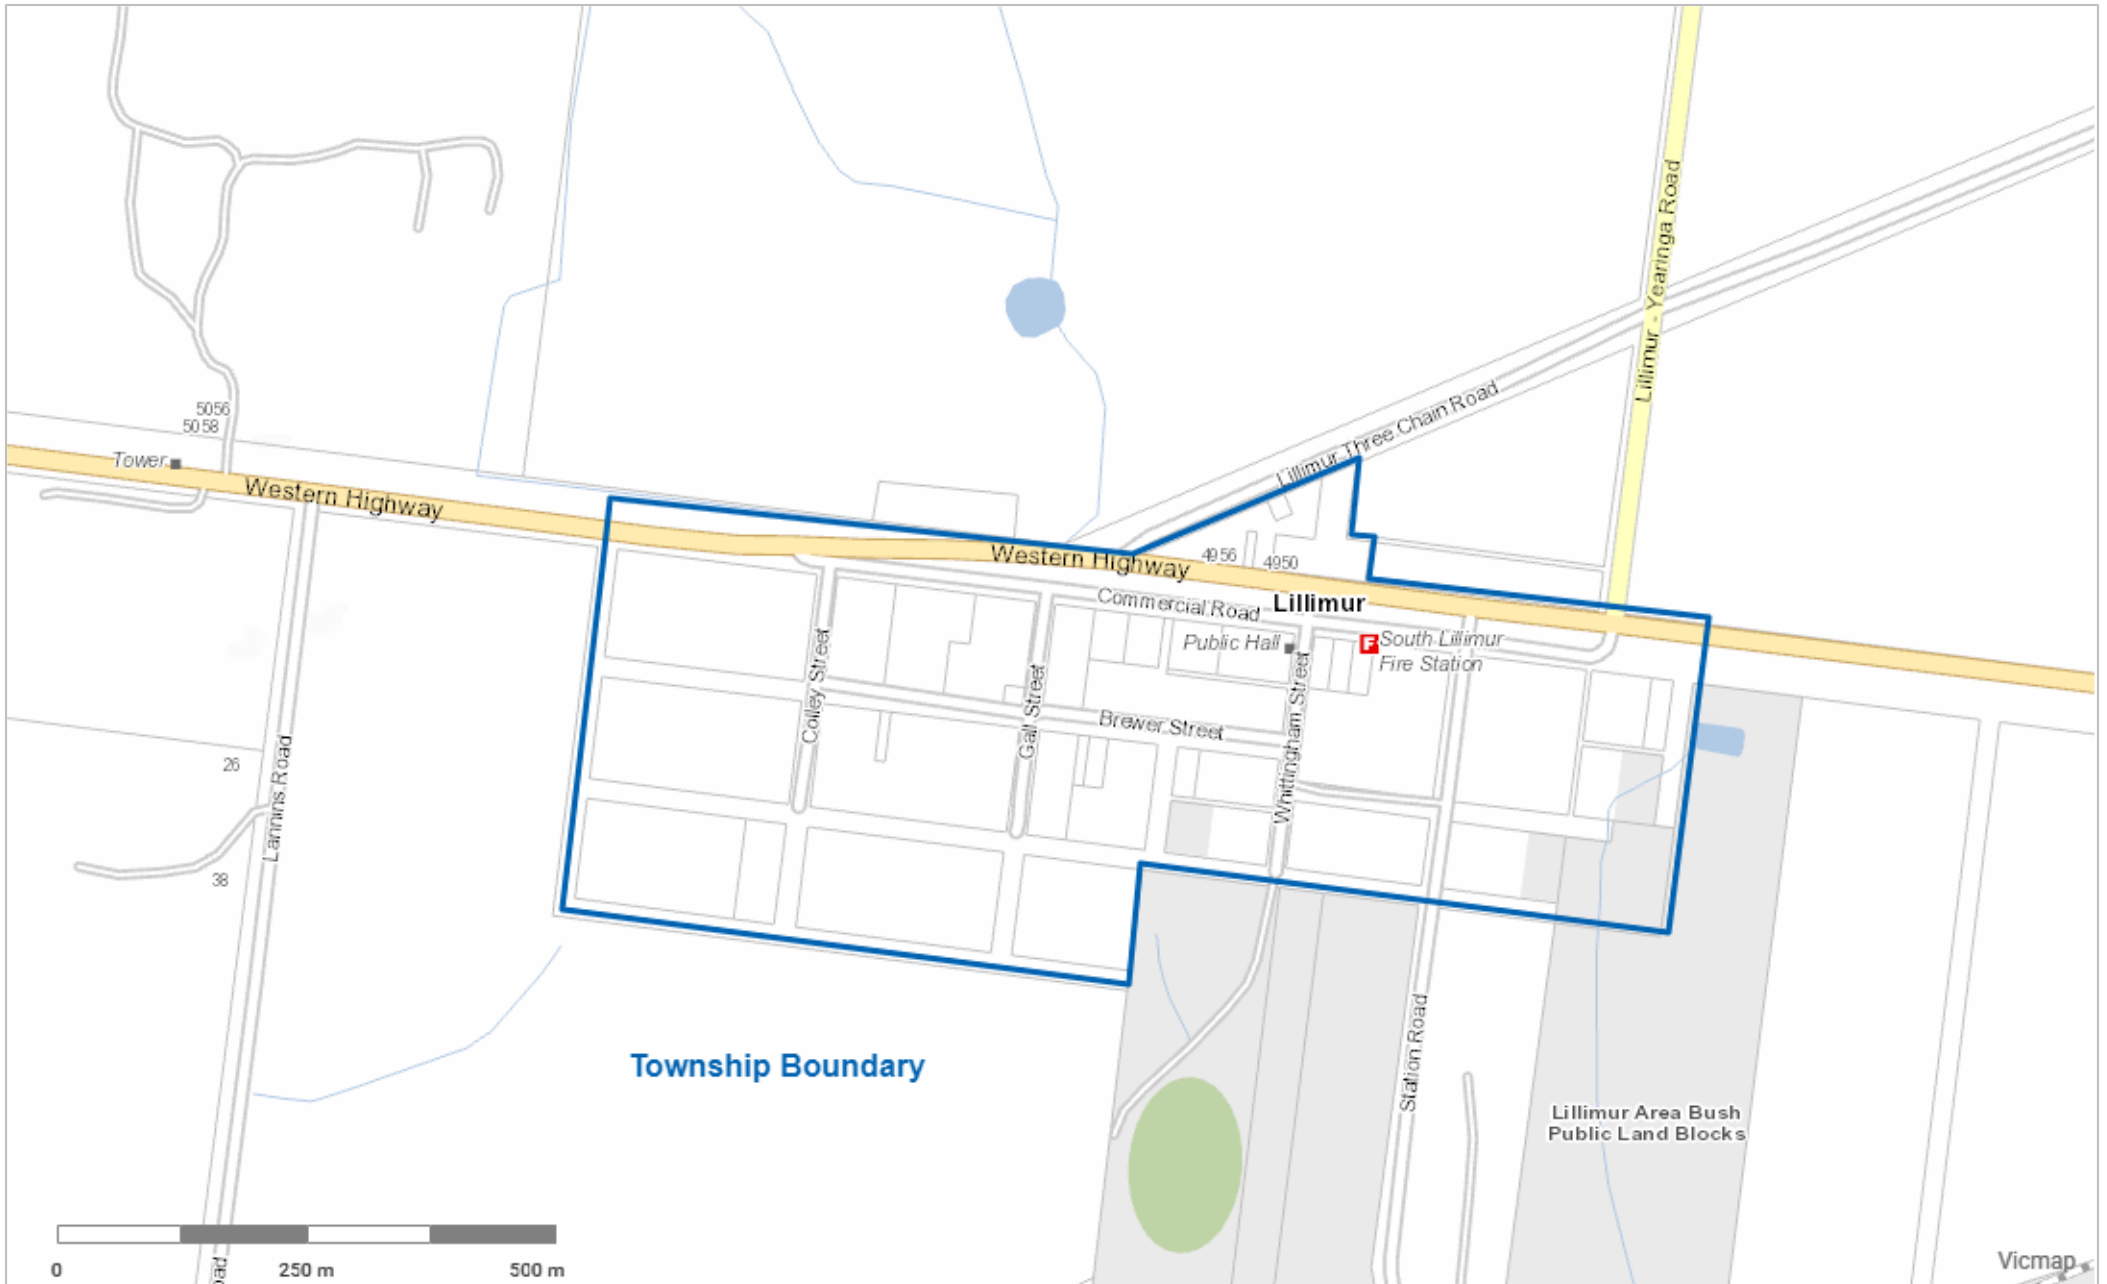 Lillimur - Yearinga Road
Lillimur Three Chain Road
5056
5058
Tower
Western Highway
Western Highway
4956
4950
Commercial Road
Lillimur
Public Hall
South Lillimur
Fire Station
Colley Street
Gall Street
Whittingham Street
Brewer Street
Lannins Road
26
38
Station Road
Township Boundary
Lillimur Area Bush
Public Land Blocks
oad
0
250 m
500 m
Vicmap